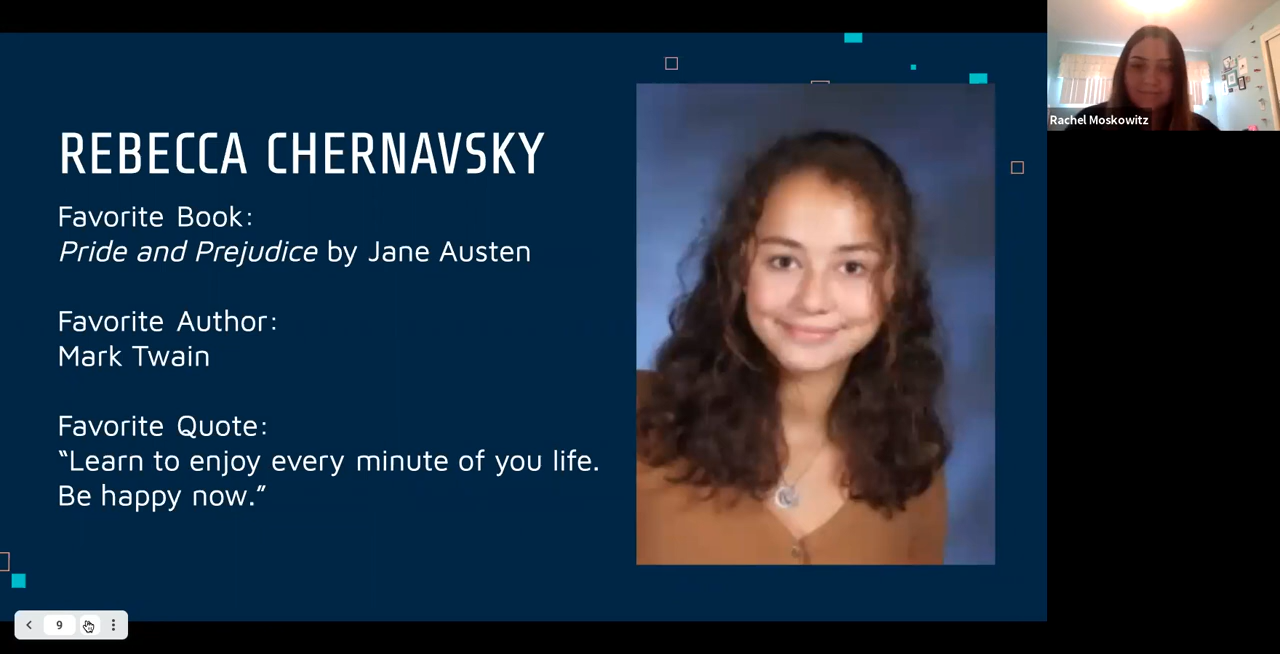 REBECCA CHERNAVSKY
Favorite Book:
Pride and Prejudice by Jane Austen
Favorite Author:
Mark Twain
Favorite Quote:
“Learn to enjoy every minute of you life.
Be happy now.”
Rachel Moskowitz
9